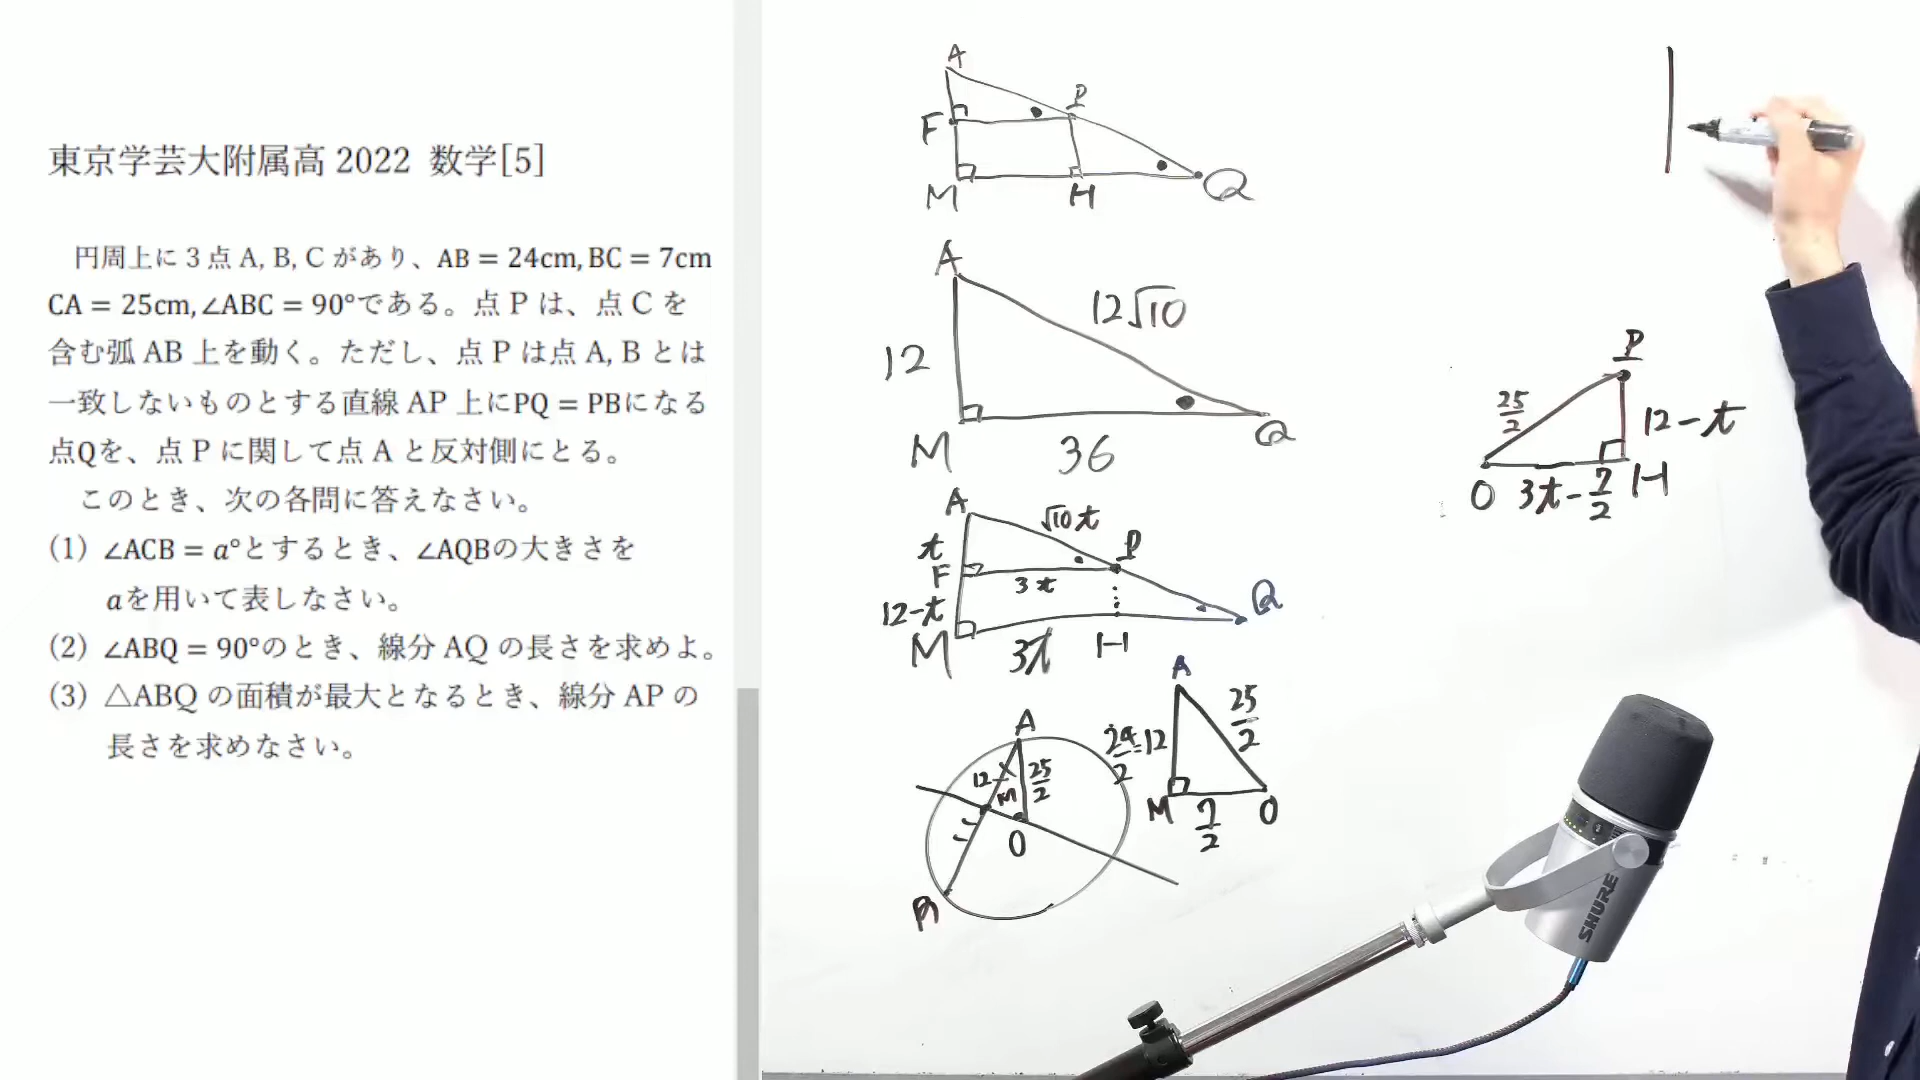 東京学芸大附属高 2022 数学[5]
円周上に3点 A, B, C があり、AB = 24cm, BC = 7cm
CA = 25cm, ∠ABC = 90°である。点 P は、点 C を
含む弧 AB 上を動く。ただし、点 P は点 A, B とは
一致しないものとする直線 AP 上にPQ = PBになる
点Qを、点 P に関して点 A と反対側にとる。
このとき、次の各問に答えなさい。
(1) ∠ACB = a°とするとき、∠AQBの大きさを
aを用いて表しなさい。
(2) ∠ABQ = 90°のとき、線分 AQ の長さを求めよ。
(3) △ABQ の面積が最大となるとき、線分 AP の
長さを求めなさい。
A
P
F
M
H
Q
A
12√10
12
M
36
Q
A
√10t
t
P
F
3t
12-t
Q
M
3t
H
A
12
25/2
M
O
B
A
24/2=12
25/2
M
7/2
O
P
25/2
12-t
O
3t-7/2
H
SHURE